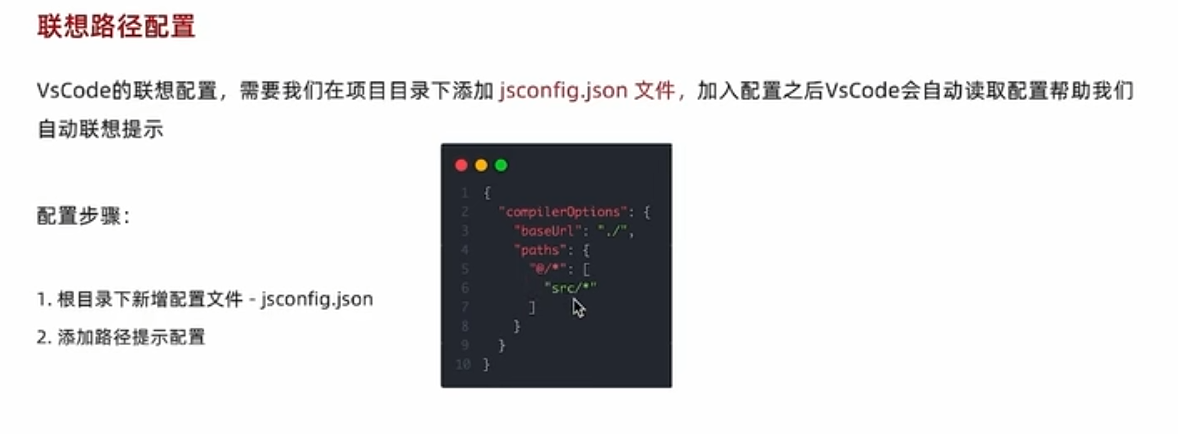 联想路径配置
VsCode的联想配置，需要我们在项目目录下添加 jsconfig.json 文件，加入配置之后VsCode会自动读取配置帮助我们
自动联想提示
配置步骤：
1. 根目录下新增配置文件 - jsconfig.json
2. 添加路径提示配置
1 {
2 "compilerOptions": {
3 "baseUrl": "./",
4 "paths": {
5 "@/*": [
6 "src/*"
7 ]
8 }
9 }
10 }